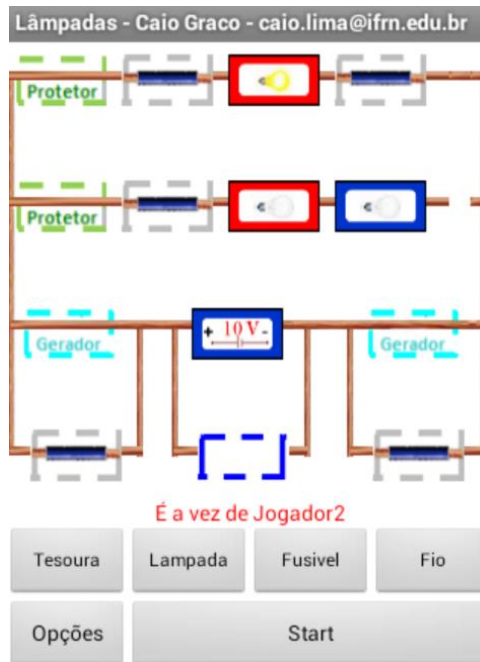 Lâmpadas - Caio Graco - caio.lima@ifrn.edu.br
Protetor
Protetor
+ 10 V -
Gerador Gerador
É a vez de Jogador2
Tesoura Lampada Fusivel Fio
Opções Start